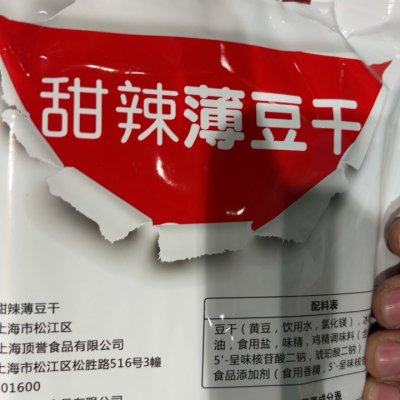 甜辣薄豆干
甜辣薄豆干
上海市松江区
上海顶誉食品有限公司
上海市松江区松胜路516号3幢
01600
配料表
豆干（黄豆，饮用水，氯化镁），冰
油，食用盐，味精，鸡精调味料（含
5'-呈味核苷酸二钠，琥珀酸二钠）
食品添加剂（食用香精，5'-呈味核